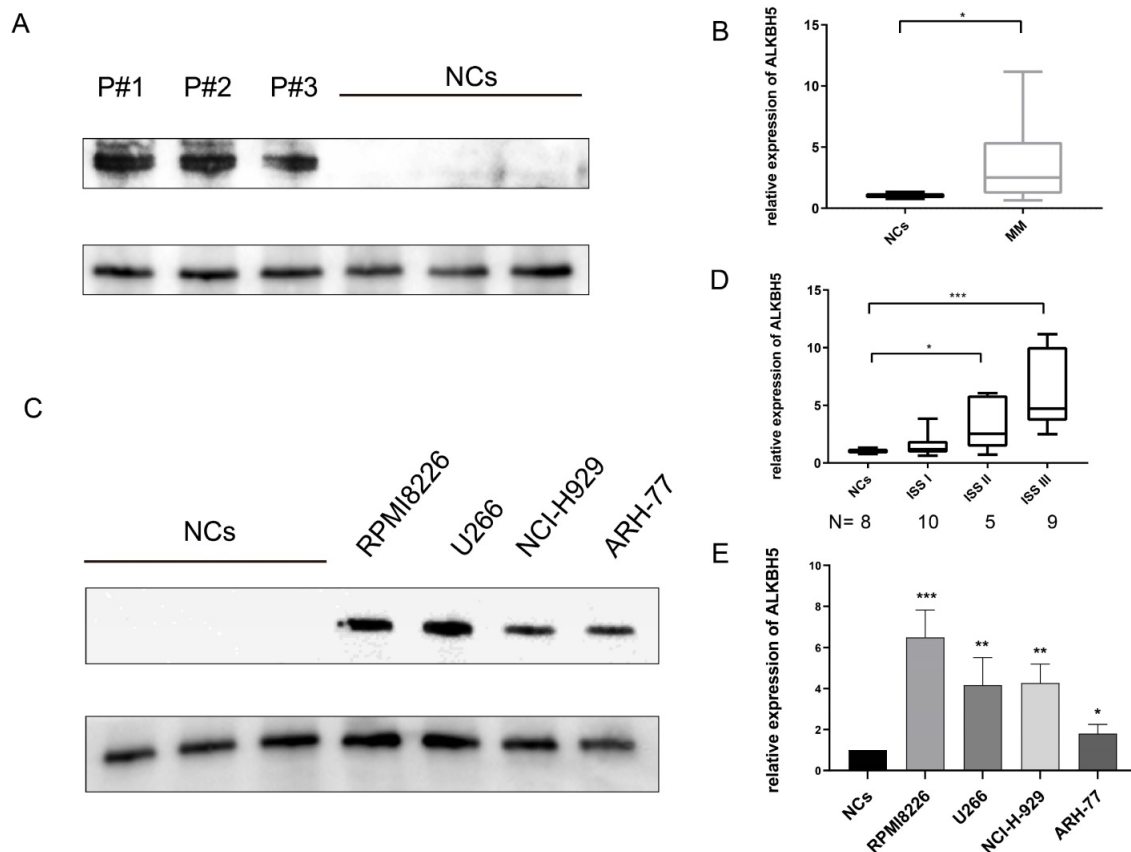 A
P#1 P#2 P#3 NCs
B
relative expression of ALKBH5
15
10
5
0
*
NCs MM
C
NCs RPMI8226 U266 NCI-H929 ARH-77
D
relative expression of ALKBH5
15
10
5
0
***
*
NCs ISS I ISS II ISS III
N= 8 10 5 9
E
relative expression of ALKBH5
10
8
6
4
2
0
*** ** ** *
NCs RPMI8226 U266 NCI-H-929 ARH-77